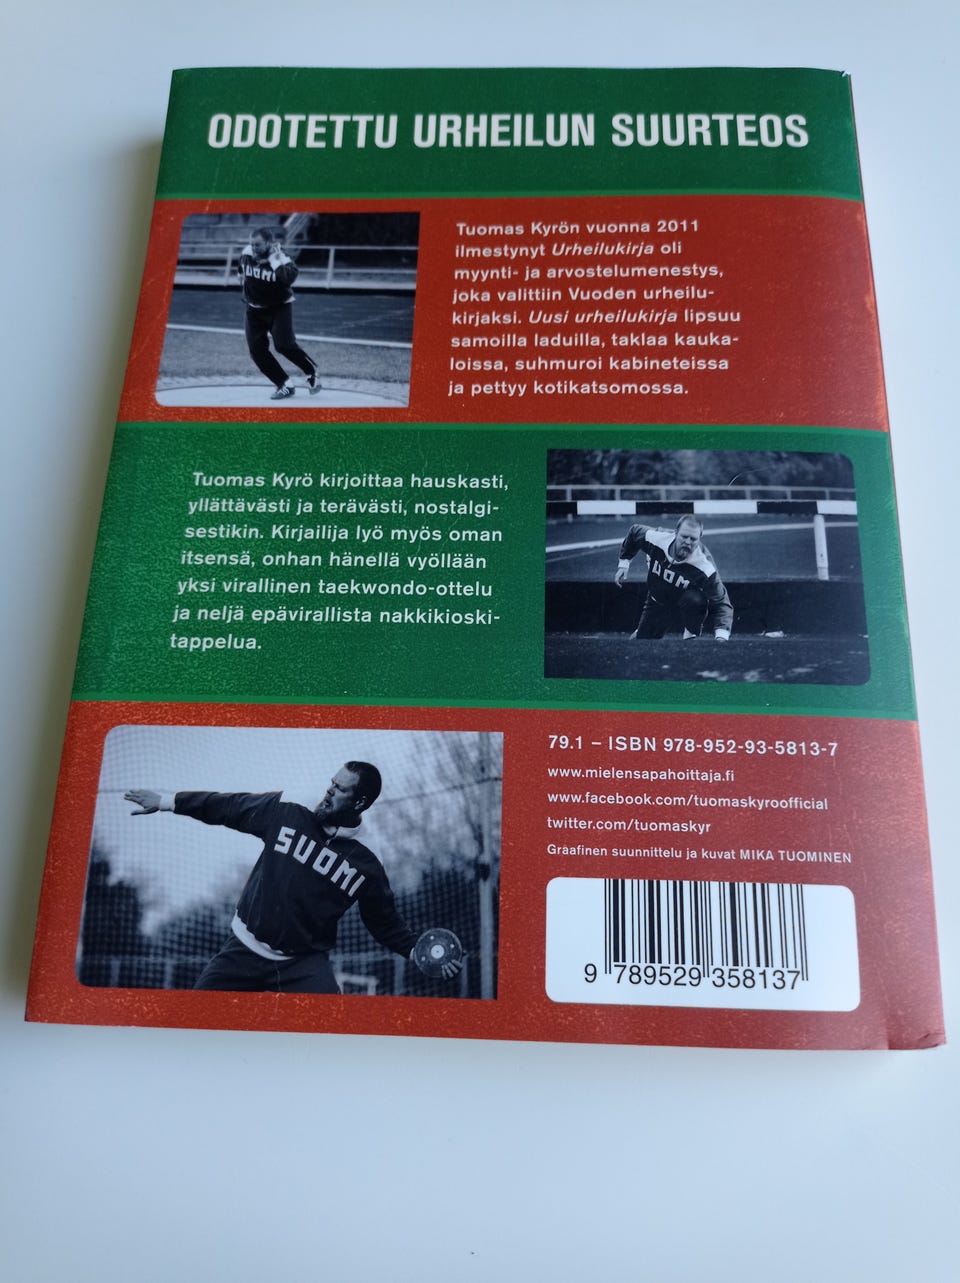 ODOTETTU URHEILUN SUURTEOS
SUOMI
Tuomas Kyrön vuonna 2011
ilmestynyt Urheilukirja oli
myynti- ja arvostelumenestys,
joka valittiin Vuoden urheilu-
kirjaksi. Uusi urheilukirja lipsuu
samoilla laduilla, taklaa kauka-
loissa, suhmuroi kabineteissa
ja pettyy kotikatsomossa.
Tuomas Kyrö kirjoittaa hauskasti,
yllättävästi ja terävästi, nostalgi-
sestikin. Kirjailija lyö myös oman
itsensä, onhan hänellä vyöllään
yksi virallinen taekwondo-ottelu
ja neljä epävirallista nakkikioski-
tappelua.
SUOM
SUOMI
79.1 – ISBN 978-952-93-5813-7
www.mielensapahoittaja.fi
www.facebook.com/tuomaskyroofficial
twitter.com/tuomaskyr
Graafinen suunnittelu ja kuvat MIKA TUOMINEN
9 789529 358137